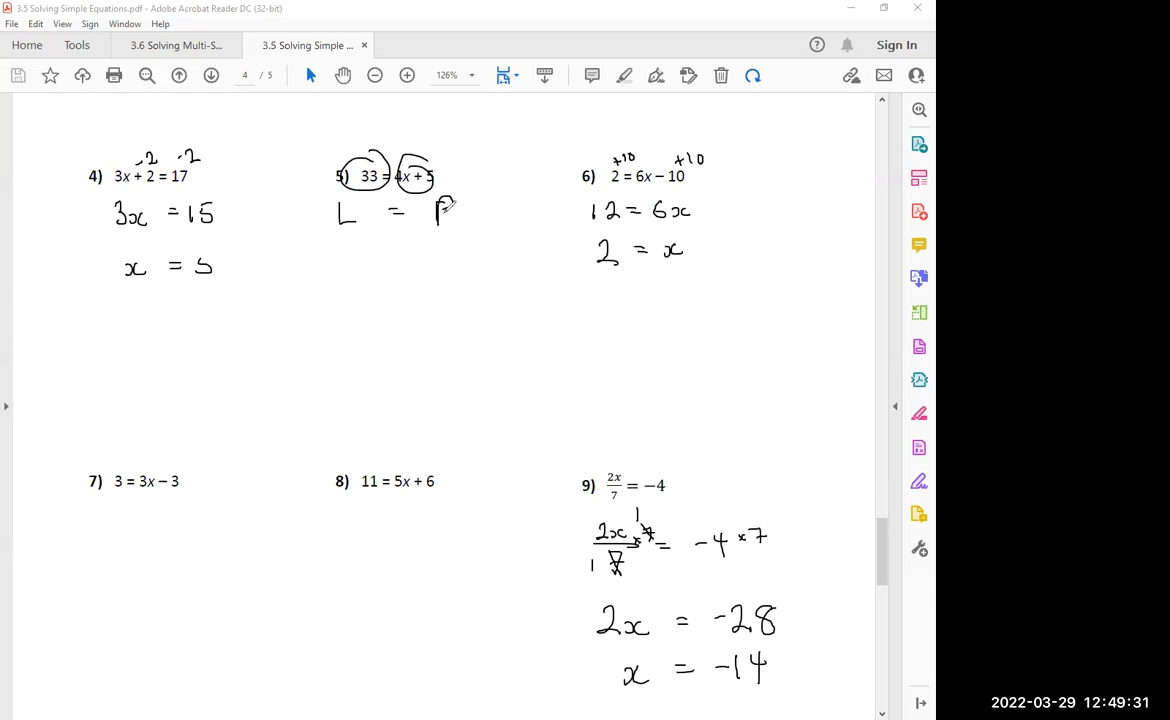 3.5 Solving Simple Equations.pdf - Adobe Acrobat Reader DC (32-bit)
File Edit View Sign Window Help
Home Tools 3.6 Solving Multi-S... 3.5 Solving Simple ... × Sign In
4 / 5 126%
-2 -2
4) 3x + 2 = 17
3x = 15
x = 5
5) 33 = 4x + 5
L =
+10 +10
6) 2 = 6x – 10
12 = 6x
2 = x
7) 3 = 3x – 3
8) 11 = 5x + 6
9) 2x/7 = −4
1
2x/7 × 7 = -4 × 7
1
2x = -28
x = -14
2022-03-29 12:49:31